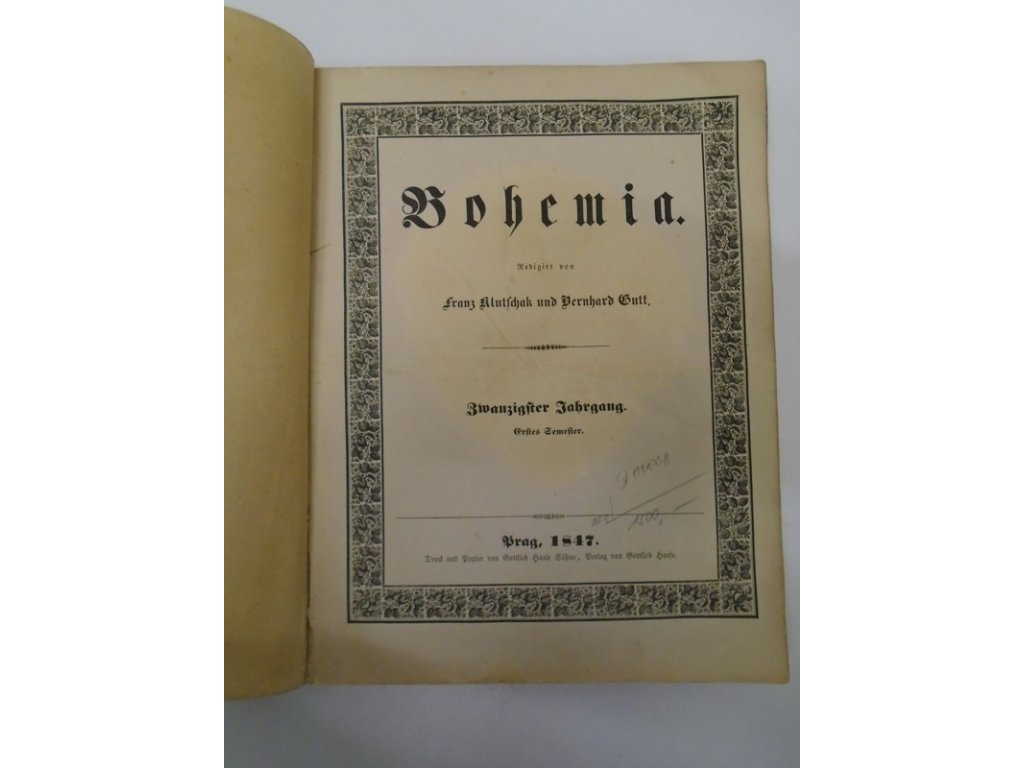 Bohemia.
Redigirt von
Franz Klutschak und Bernhard Gutt.
Zwanzigster Jahrgang.
Erstes Semester.
1500,-
Prag, 1847.
Druck und Papier von Gottlieb Haase Söhne, Verlag von Gottlieb Haase.